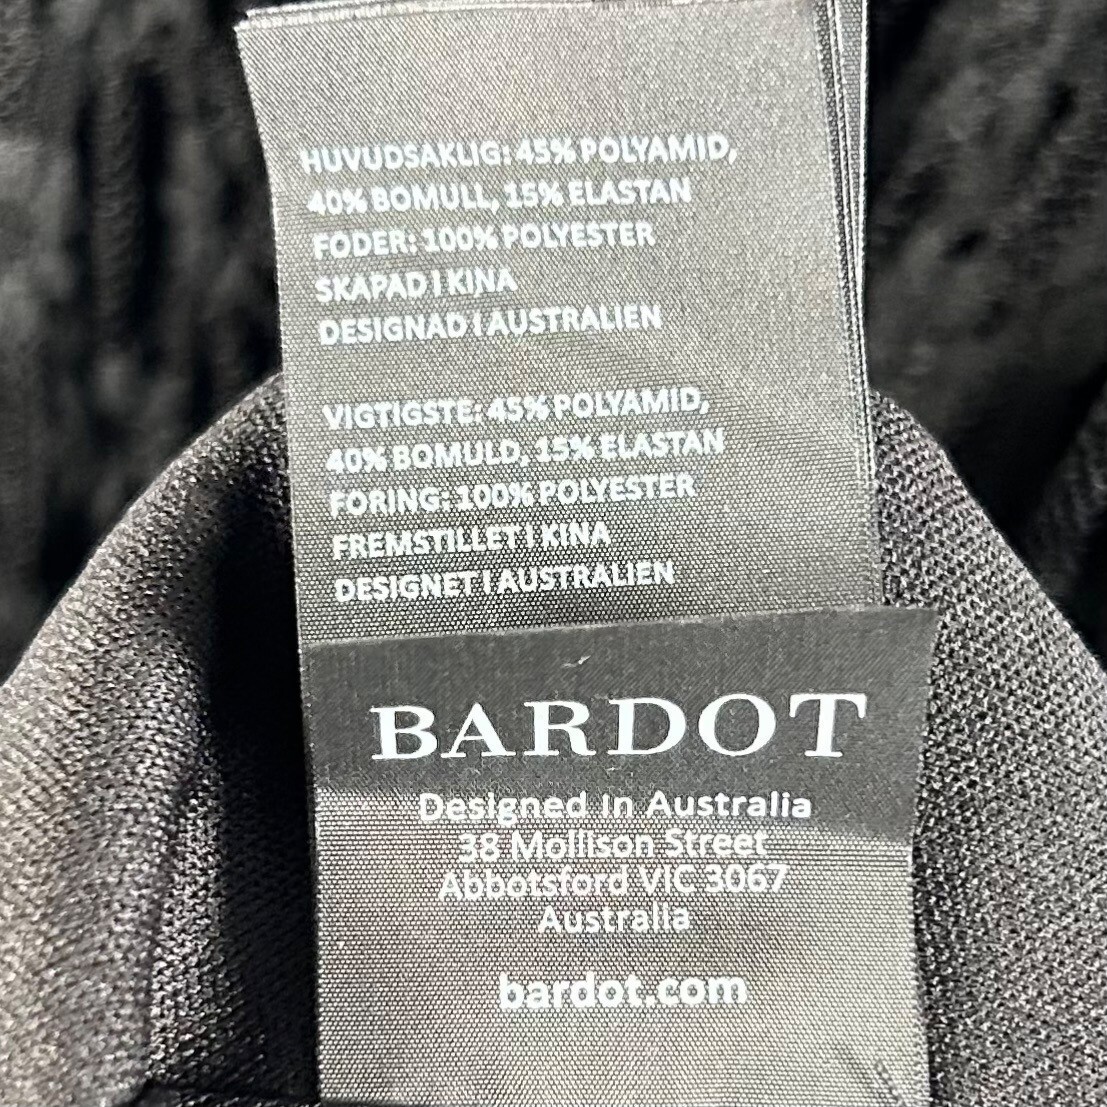 HUVUDSAKLIG: 45% POLYAMID,
40% BOMULL, 15% ELASTAN
FODER: 100% POLYESTER
SKAPAD I KINA
DESIGNAD I AUSTRALIEN
VIGTIGSTE: 45% POLYAMID,
40% BOMULD, 15% ELASTAN
FORING: 100% POLYESTER
FREMSTILLET I KINA
DESIGNET I AUSTRALIEN
BARDOT
Designed In Australia
38 Mollison Street
Abbotsford VIC 3067
Australia
bardot.com